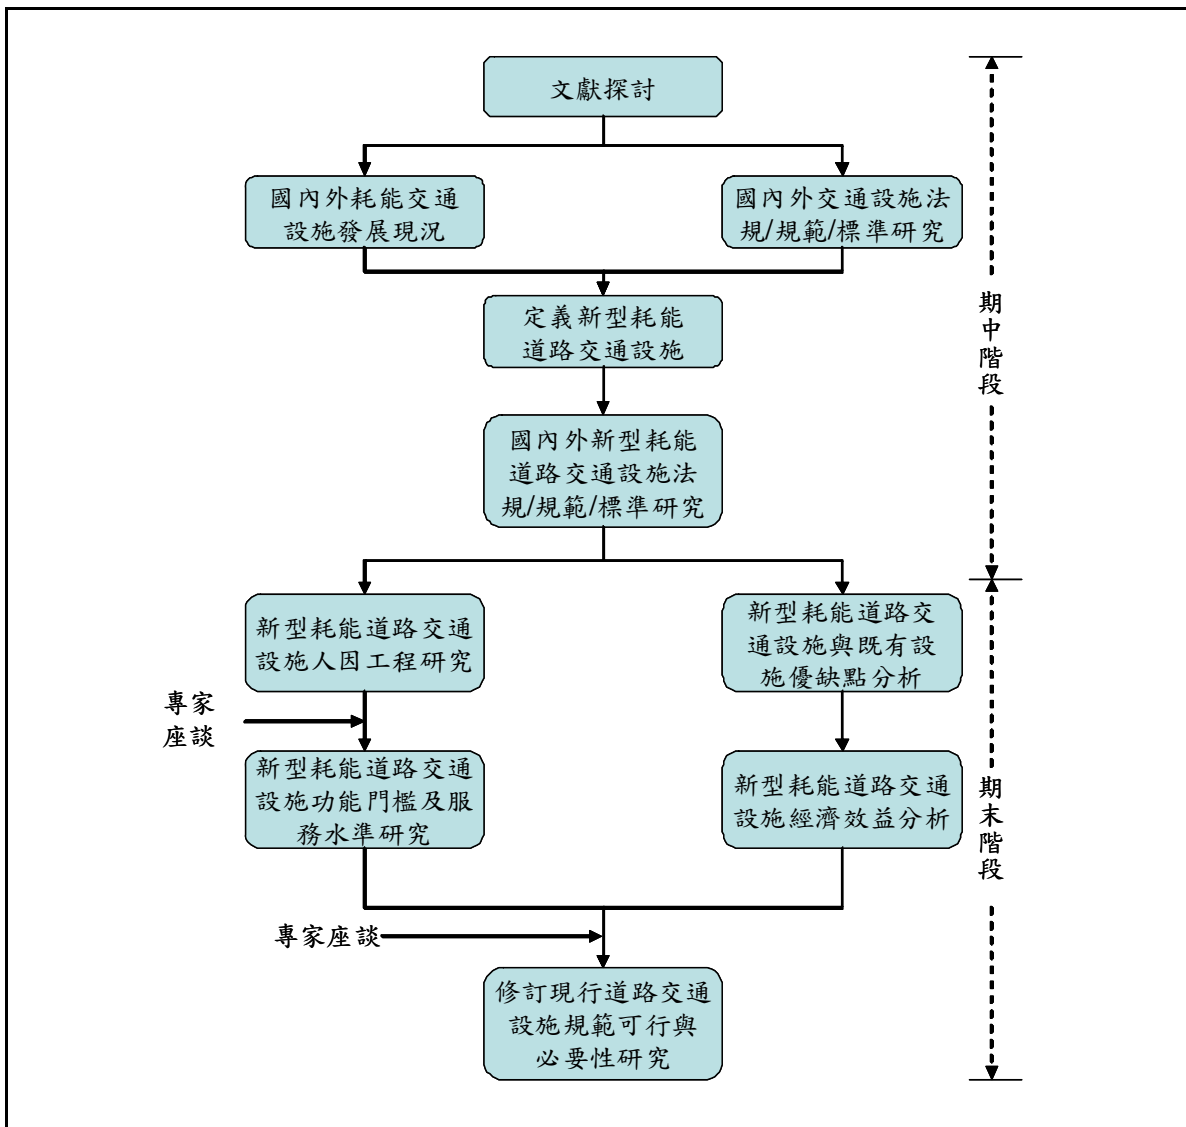 文獻探討
國內外耗能交通
設施發展現況
國內外交通設施法
規/規範/標準研究
定義新型耗能
道路交通設施
國內外新型耗能
道路交通設施法
規/規範/標準研究
期中階段
新型耗能道路交通
設施人因工程研究
新型耗能道路交
通設施與既有設
施優缺點分析
專家
座談
新型耗能道路交通
設施功能門檻及服
務水準研究
新型耗能道路交通
設施經濟效益分析
期末階段
專家座談
修訂現行道路交通
設施規範可行與
必要性研究